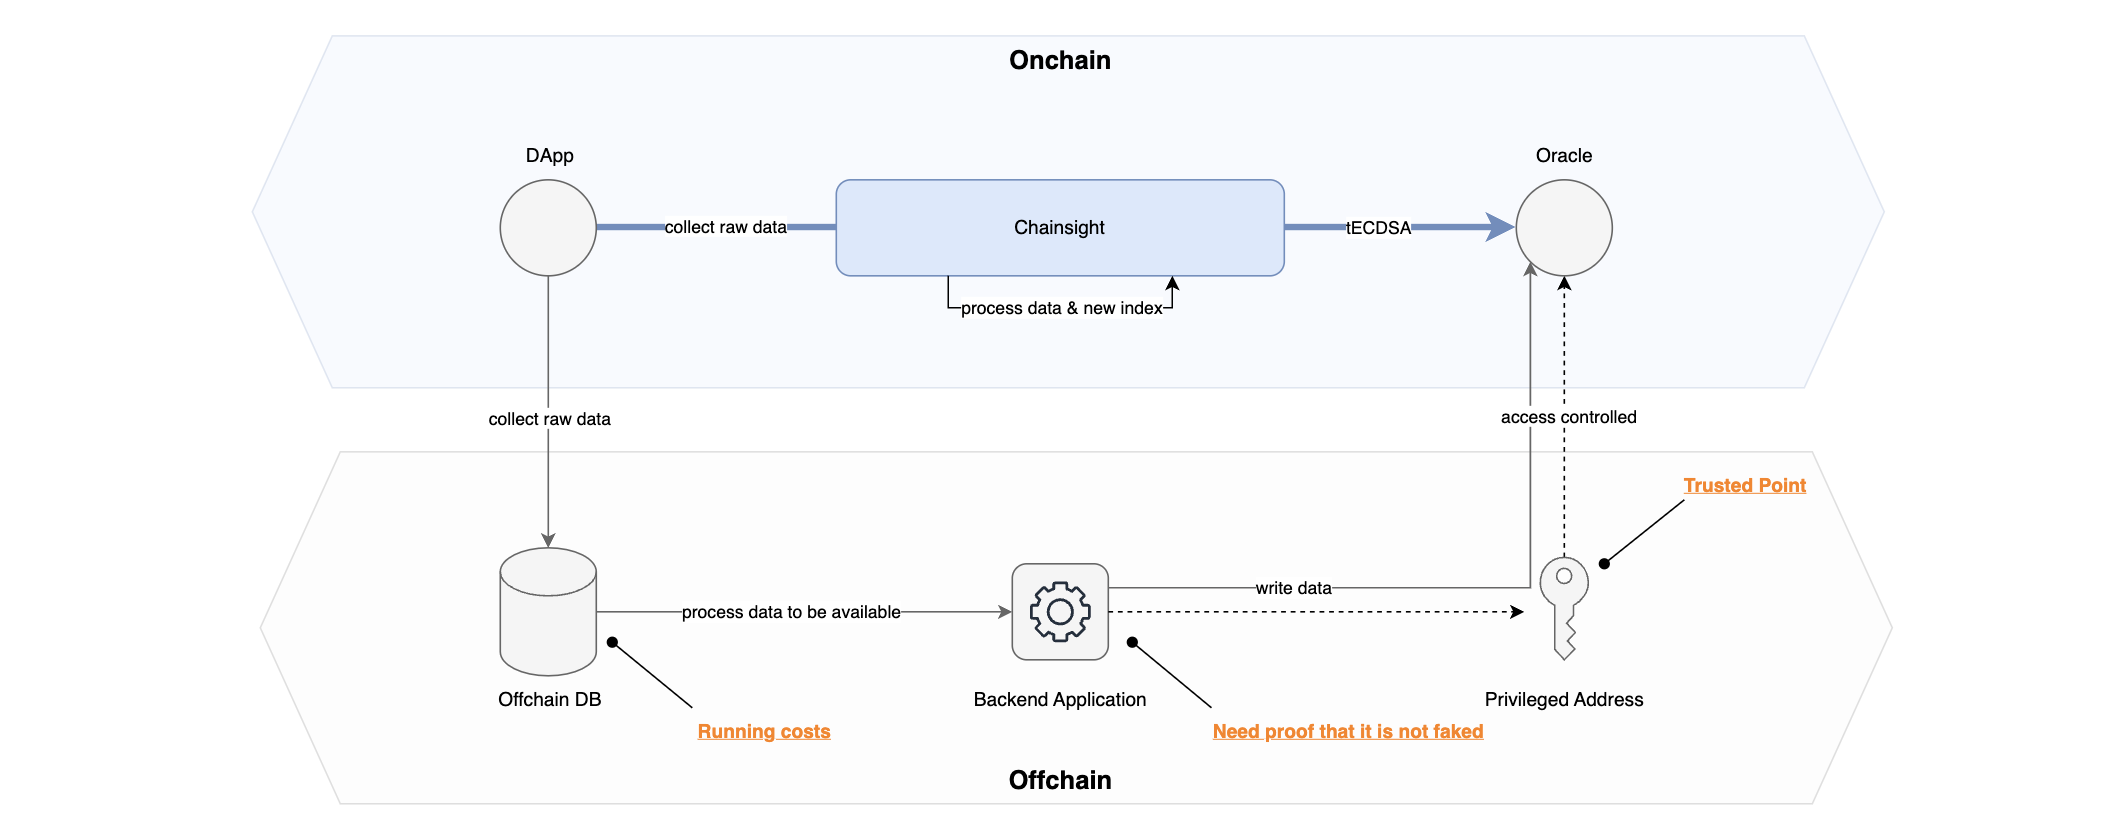 Onchain
DApp
Oracle
collect raw data
Chainsight
tECDSA
process data & new index
collect raw data
access controlled
Trusted Point
process data to be available
write data
Offchain DB
Backend Application
Privileged Address
Running costs
Need proof that it is not faked
Offchain